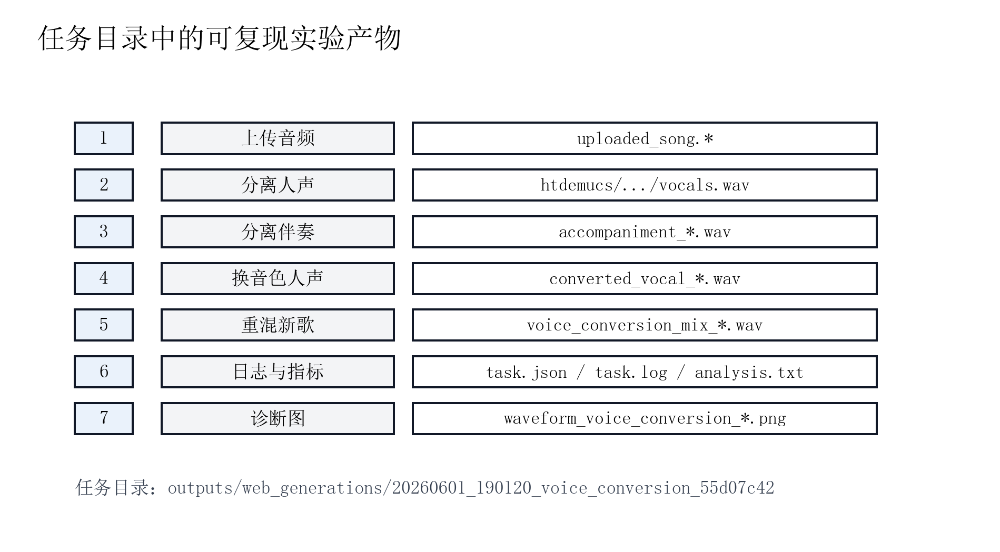 任务目录中的可复现实验产物
1 上传音频 uploaded_song.*
2 分离人声 htdemucs/.../vocals.wav
3 分离伴奏 accompaniment_*.wav
4 换音色人声 converted_vocal_*.wav
5 重混新歌 voice_conversion_mix_*.wav
6 日志与指标 task.json / task.log / analysis.txt
7 诊断图 waveform_voice_conversion_*.png
任务目录：outputs/web_generations/20260601_190120_voice_conversion_55d07c42